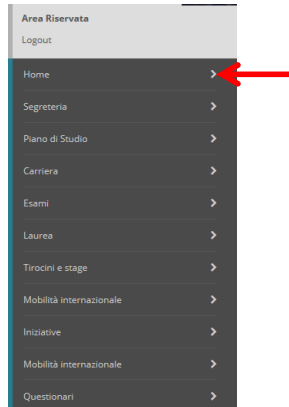 Area Riservata
Logout
Home
Segreteria
Piano di Studio
Carriera
Esami
Laurea
Tirocini e stage
Mobilità internazionale
Iniziative
Mobilità internazionale
Questionari